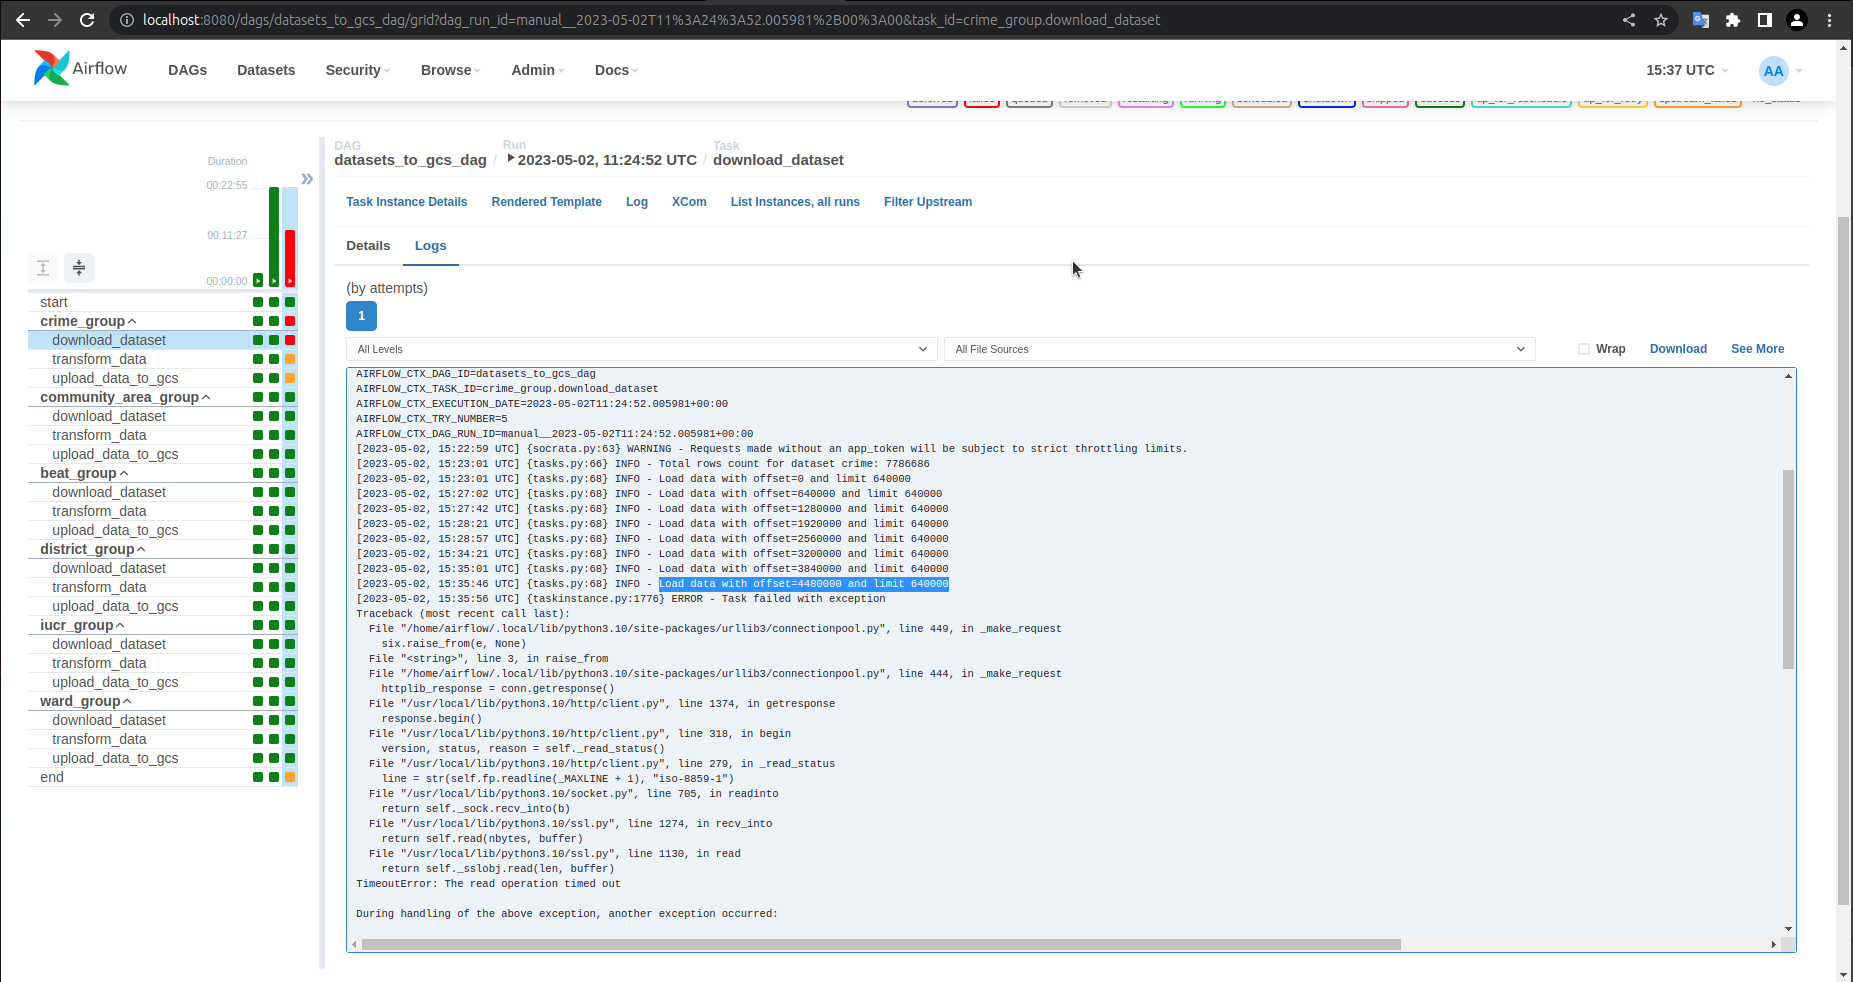 localhost:8080/dags/datasets_to_gcs_dag/grid?dag_run_id=manual__2023-05-02T11%3A24%3A52.005981%2B00%3A00&task_id=crime_group.download_dataset
Airflow DAGs Datasets Security Browse Admin Docs 15:37 UTC AA
deferred failed queued removed restarting running scheduled shutdown skipped success up_for_reschedule up_for_retry upstream_failed no_status
DAG Run Task
datasets_to_gcs_dag / 2023-05-02, 11:24:52 UTC / download_dataset
Duration
00:22:55
00:11:27
00:00:00
start
crime_group
download_dataset
transform_data
upload_data_to_gcs
community_area_group
download_dataset
transform_data
upload_data_to_gcs
beat_group
download_dataset
transform_data
upload_data_to_gcs
district_group
download_dataset
transform_data
upload_data_to_gcs
iucr_group
download_dataset
transform_data
upload_data_to_gcs
ward_group
download_dataset
transform_data
upload_data_to_gcs
end
Task Instance Details Rendered Template Log XCom List Instances, all runs Filter Upstream
Details Logs
(by attempts)
1
All Levels All File Sources Wrap Download See More
AIRFLOW_CTX_DAG_ID=datasets_to_gcs_dag
AIRFLOW_CTX_TASK_ID=crime_group.download_dataset
AIRFLOW_CTX_EXECUTION_DATE=2023-05-02T11:24:52.005981+00:00
AIRFLOW_CTX_TRY_NUMBER=5
AIRFLOW_CTX_DAG_RUN_ID=manual__2023-05-02T11:24:52.005981+00:00
[2023-05-02, 15:22:59 UTC] {socrata.py:63} WARNING - Requests made without an app_token will be subject to strict throttling limits.
[2023-05-02, 15:23:01 UTC] {tasks.py:66} INFO - Total rows count for dataset crime: 7786686
[2023-05-02, 15:23:01 UTC] {tasks.py:68} INFO - Load data with offset=0 and limit 640000
[2023-05-02, 15:27:02 UTC] {tasks.py:68} INFO - Load data with offset=640000 and limit 640000
[2023-05-02, 15:27:42 UTC] {tasks.py:68} INFO - Load data with offset=1280000 and limit 640000
[2023-05-02, 15:28:21 UTC] {tasks.py:68} INFO - Load data with offset=1920000 and limit 640000
[2023-05-02, 15:28:57 UTC] {tasks.py:68} INFO - Load data with offset=2560000 and limit 640000
[2023-05-02, 15:34:21 UTC] {tasks.py:68} INFO - Load data with offset=3200000 and limit 640000
[2023-05-02, 15:35:01 UTC] {tasks.py:68} INFO - Load data with offset=3840000 and limit 640000
[2023-05-02, 15:35:46 UTC] {tasks.py:68} INFO - Load data with offset=4480000 and limit 640000
[2023-05-02, 15:35:56 UTC] {taskinstance.py:1776} ERROR - Task failed with exception
Traceback (most recent call last):
File "/home/airflow/.local/lib/python3.10/site-packages/urllib3/connectionpool.py", line 449, in _make_request
six.raise_from(e, None)
File "<string>", line 3, in raise_from
File "/home/airflow/.local/lib/python3.10/site-packages/urllib3/connectionpool.py", line 444, in _make_request
httplib_response = conn.getresponse()
File "/usr/local/lib/python3.10/http/client.py", line 1374, in getresponse
response.begin()
File "/usr/local/lib/python3.10/http/client.py", line 318, in begin
version, status, reason = self._read_status()
File "/usr/local/lib/python3.10/http/client.py", line 279, in _read_status
line = str(self.fp.readline(_MAXLINE + 1), "iso-8859-1")
File "/usr/local/lib/python3.10/socket.py", line 705, in readinto
return self._sock.recv_into(b)
File "/usr/local/lib/python3.10/ssl.py", line 1274, in recv_into
return self.read(nbytes, buffer)
File "/usr/local/lib/python3.10/ssl.py", line 1130, in read
return self._sslobj.read(len, buffer)
TimeoutError: The read operation timed out
During handling of the above exception, another exception occurred: